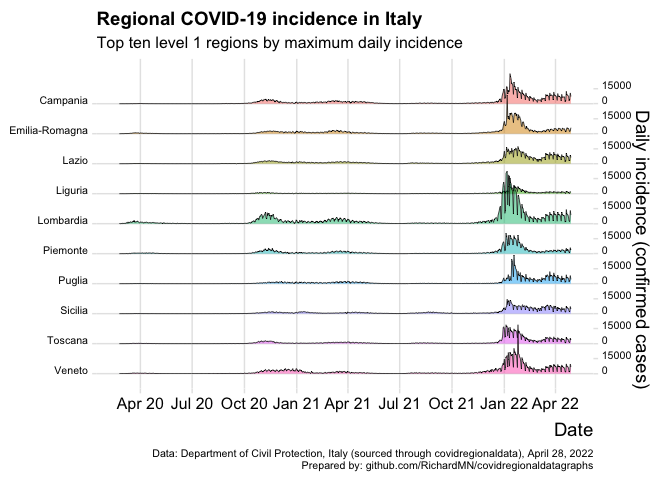 Regional COVID-19 incidence in Italy
Top ten level 1 regions by maximum daily incidence
Campania
15000
0
Emilia-Romagna
15000
0
Lazio
15000
0
Liguria
15000
0
Lombardia
15000
0
Piemonte
15000
0
Puglia
15000
0
Sicilia
15000
0
Toscana
15000
0
Veneto
15000
0
Daily incidence (confirmed cases)
Apr 20 Jul 20 Oct 20 Jan 21 Apr 21 Jul 21 Oct 21 Jan 22 Apr 22
Date
Data: Department of Civil Protection, Italy (sourced through covidregionaldata), April 28, 2022
Prepared by: github.com/RichardMN/covidregionaldatagraphs